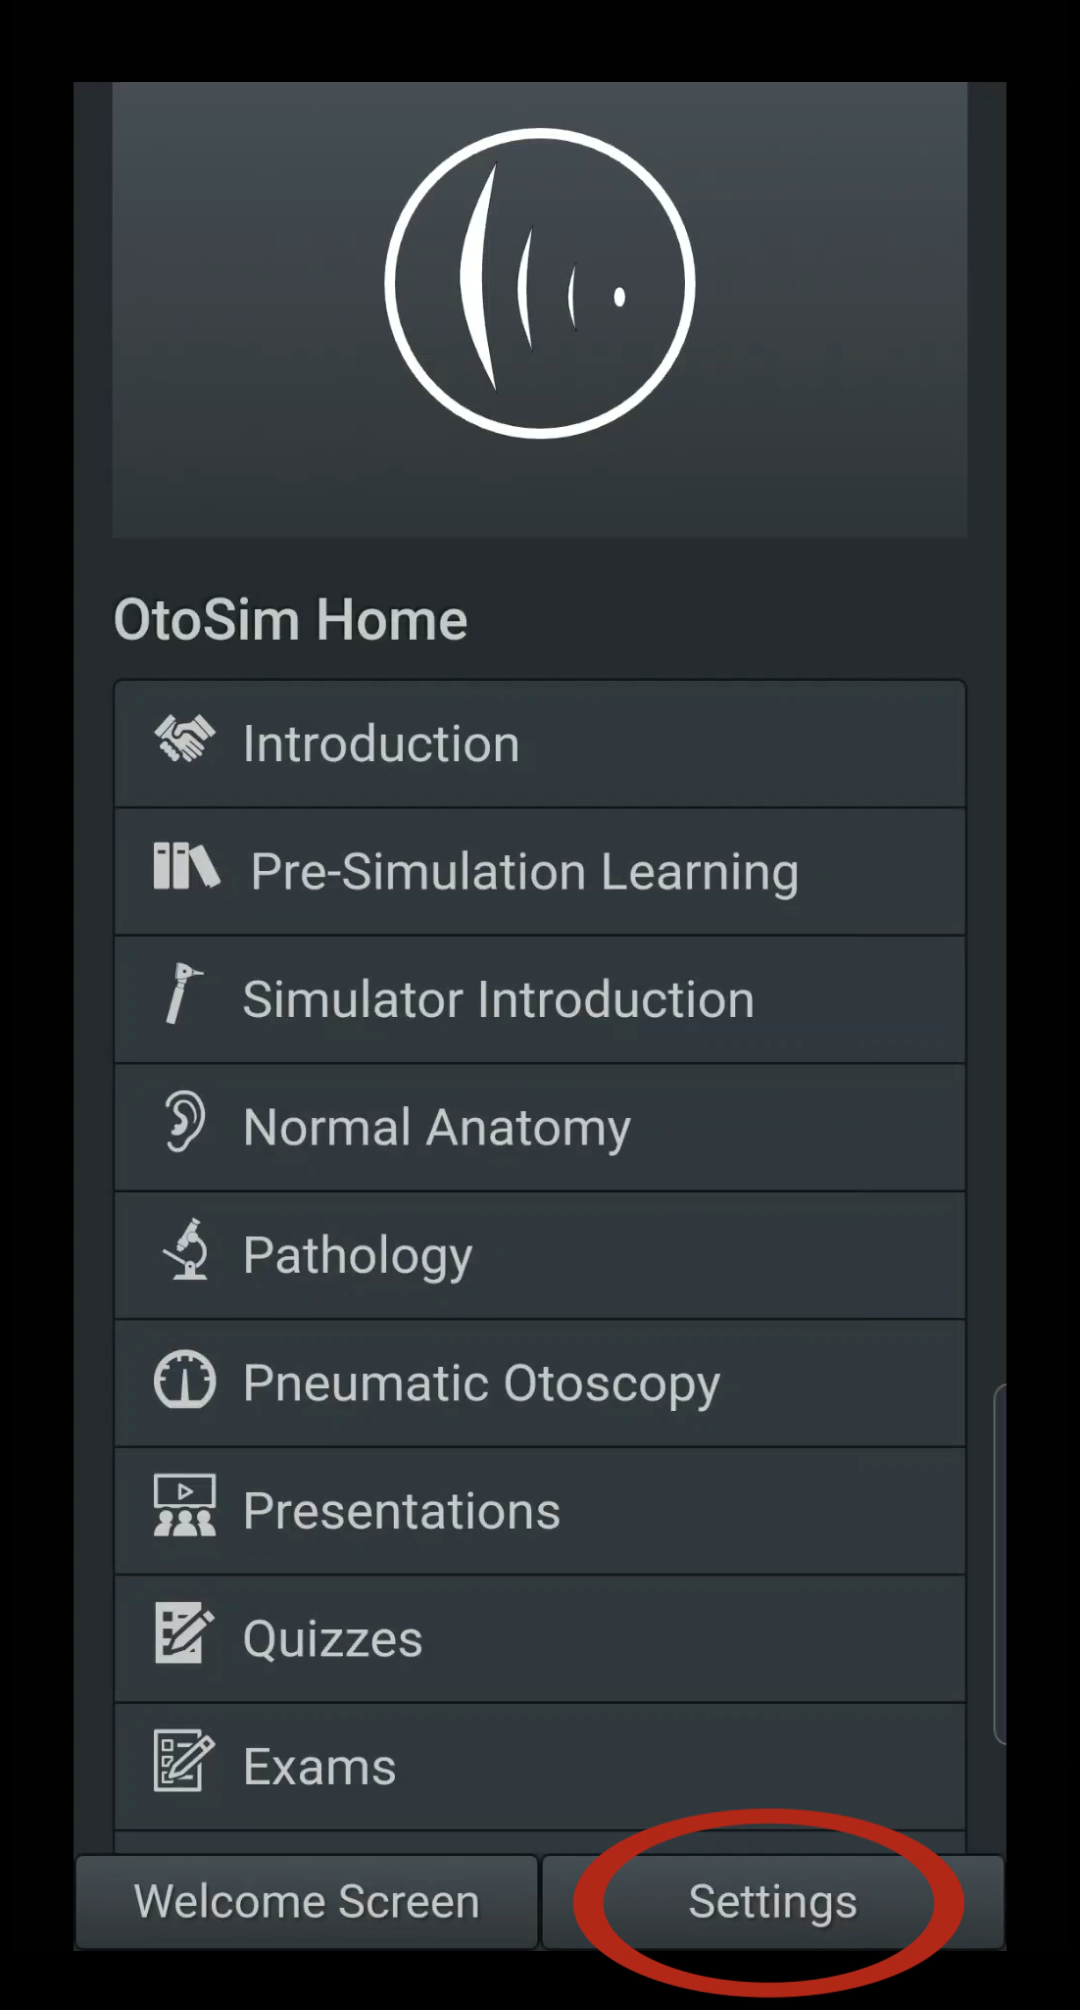 OtoSim Home
Introduction
Pre-Simulation Learning
Simulator Introduction
Normal Anatomy
Pathology
Pneumatic Otoscopy
Presentations
Quizzes
Exams
Welcome Screen
Settings